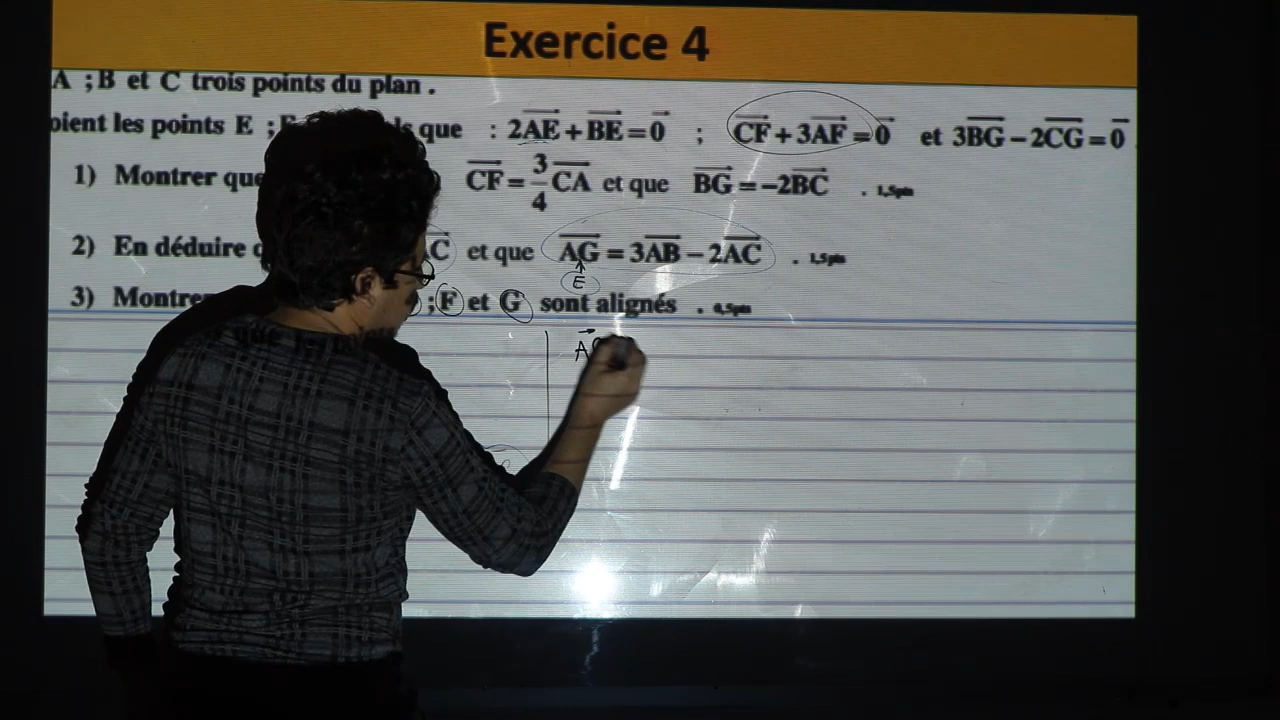 Exercice 4
A ; B et C trois points du plan .
oient les points E ; que : 2AE⃗ + BE⃗ = 0⃗ ; CF⃗ + 3AF⃗ = 0⃗ et 3BG⃗ − 2CG⃗ = 0⃗
1) Montrer que CF⃗ = 3/4 CA⃗ et que BG⃗ = −2BC⃗ . 1,5pts
2) En déduire et que AG⃗ = 3AB⃗ − 2AC⃗ . 1,5pts
E
3) Montrer ; F et G sont alignés . 0,5pts